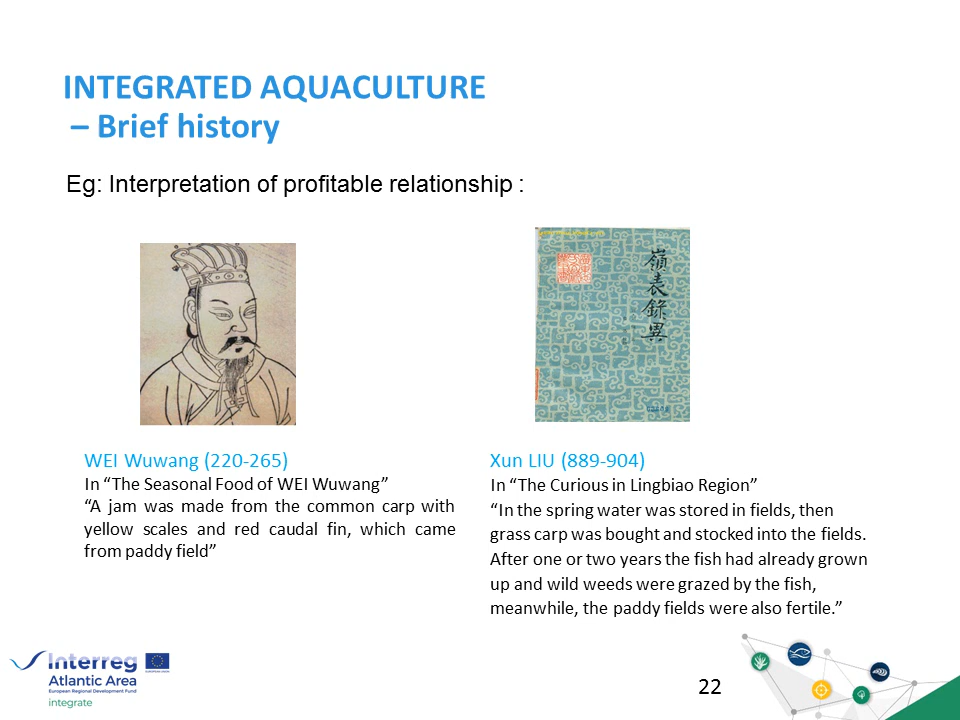 INTEGRATED AQUACULTURE
– Brief history
Eg: Interpretation of profitable relationship :
嶺表錄異
WEI Wuwang (220-265)
In “The Seasonal Food of WEI Wuwang”
“A jam was made from the common carp with
yellow scales and red caudal fin, which came
from paddy field”
Xun LIU (889-904)
In “The Curious in Lingbiao Region”
“In the spring water was stored in fields, then
grass carp was bought and stocked into the fields.
After one or two years the fish had already grown
up and wild weeds were grazed by the fish,
meanwhile, the paddy fields were also fertile.”
Interreg
EUROPEAN UNION
Atlantic Area
European Regional Development Fund
integrate
22